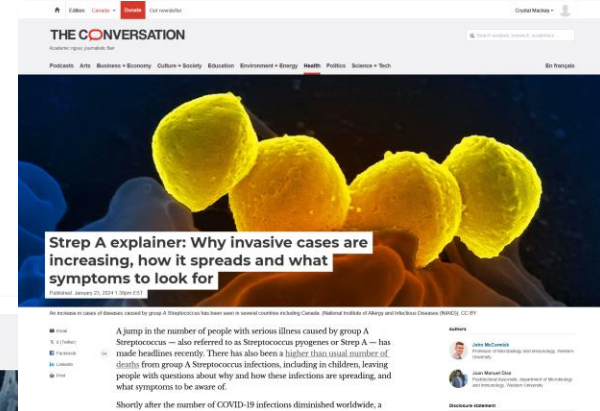 Edition Canada Donate Get newsletter
Crystal Mackay
THE CONVERSATION
Academic rigour, journalistic flair
Search analysis, research, academics…
Podcasts Arts Business + Economy Culture + Society Education Environment + Energy Health Politics Science + Tech
En français
Strep A explainer: Why invasive cases are
increasing, how it spreads and what
symptoms to look for
Published: January 23, 2024 1:30pm EST
An increase in cases of diseases caused by group A Streptococcus has been seen in several countries including Canada. (National Institute of Allergy and Infectious Diseases (NIAID)), CC BY
Email
X (Twitter)
Facebook
LinkedIn
Print
A jump in the number of people with serious illness caused by group A
Streptococcus — also referred to as Streptococcus pyogenes or Strep A — has
made headlines recently. There has also been a higher than usual number of
deaths from group A Streptococcus infections, including in children, leaving
people with questions about why and how these infections are spreading, and
what symptoms to be aware of.
Shortly after the number of COVID-19 infections diminished worldwide, a
Authors
John McCormick
Professor of Microbiology and Immunology, Western
University
Juan Manuel Díaz
Postdoctoral Associate, department of Microbiology
and Immunology, Western University
Disclosure statement